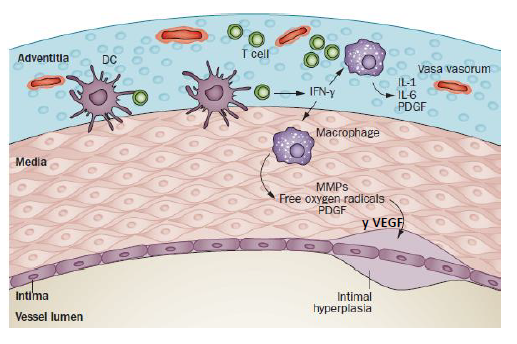 Adventitia
DC
T cell
Vasa vasorum
IFN-γ
IL-1
IL-6
PDGF
Macrophage
Media
MMPs
Free oxygen radicals
PDGF
y VEGF
Intima
Intimal
hyperplasia
Vessel lumen